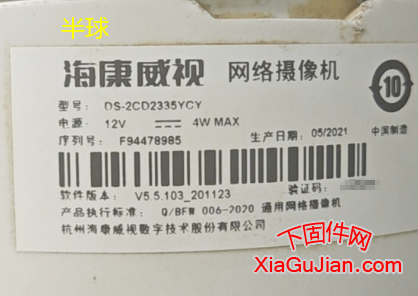 半球
海康威视 网络摄像机
型号: DS-2CD2335YCY
电源: 12V 4W MAX
序列号: F94478985
生产日期: 05/2021
10
中国制造
软件版本: V5.5.103_201123
验证码:
产品执行标准: Q/BFW 006-2020 通用网络摄像机
杭州海康威视数字技术股份有限公司
下固件网
XiaGuJian.com